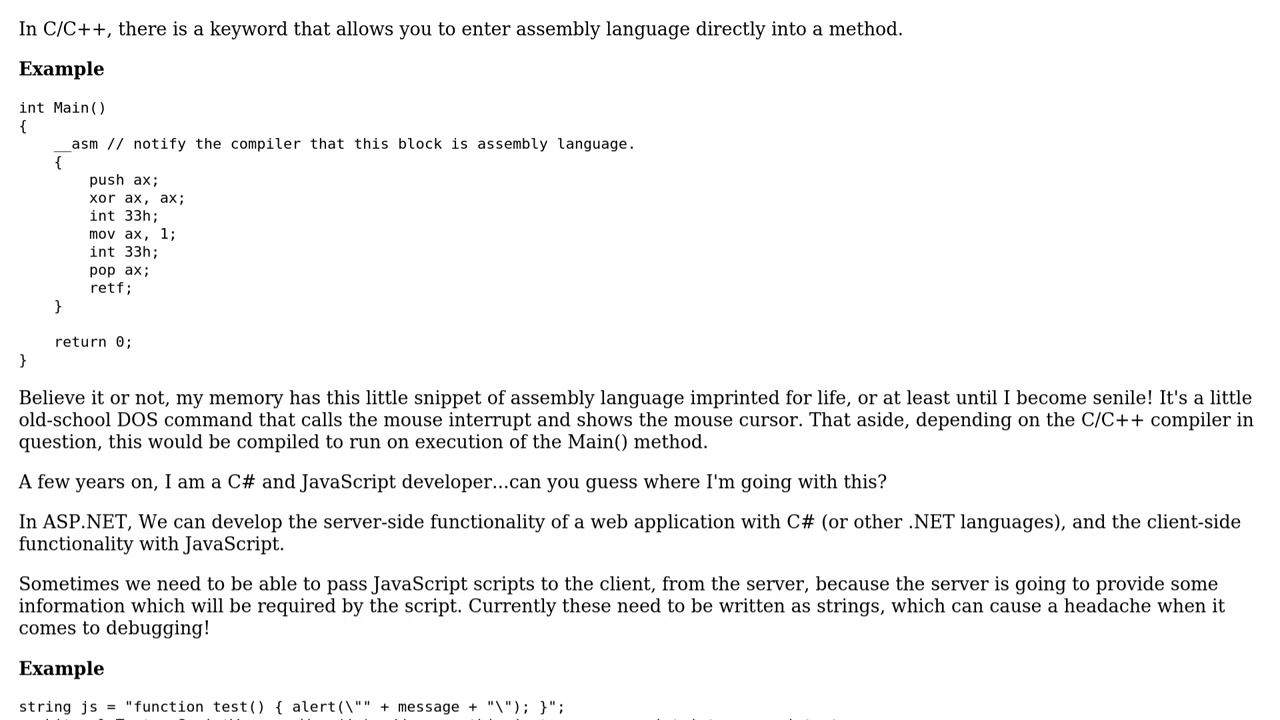 In C/C++, there is a keyword that allows you to enter assembly language directly into a method.
Example
int Main()
{
    __asm // notify the compiler that this block is assembly language.
    {
        push ax;
        xor ax, ax;
        int 33h;
        mov ax, 1;
        int 33h;
        pop ax;
        retf;
    }
    return 0;
}
Believe it or not, my memory has this little snippet of assembly language imprinted for life, or at least until I become senile! It's a little
old-school DOS command that calls the mouse interrupt and shows the mouse cursor. That aside, depending on the C/C++ compiler in
question, this would be compiled to run on execution of the Main() method.
A few years on, I am a C# and JavaScript developer...can you guess where I'm going with this?
In ASP.NET, We can develop the server-side functionality of a web application with C# (or other .NET languages), and the client-side
functionality with JavaScript.
Sometimes we need to be able to pass JavaScript scripts to the client, from the server, because the server is going to provide some
information which will be required by the script. Currently these need to be written as strings, which can cause a headache when it
comes to debugging!
Example
string js = "function test() { alert(\"" + message + "\"); }";